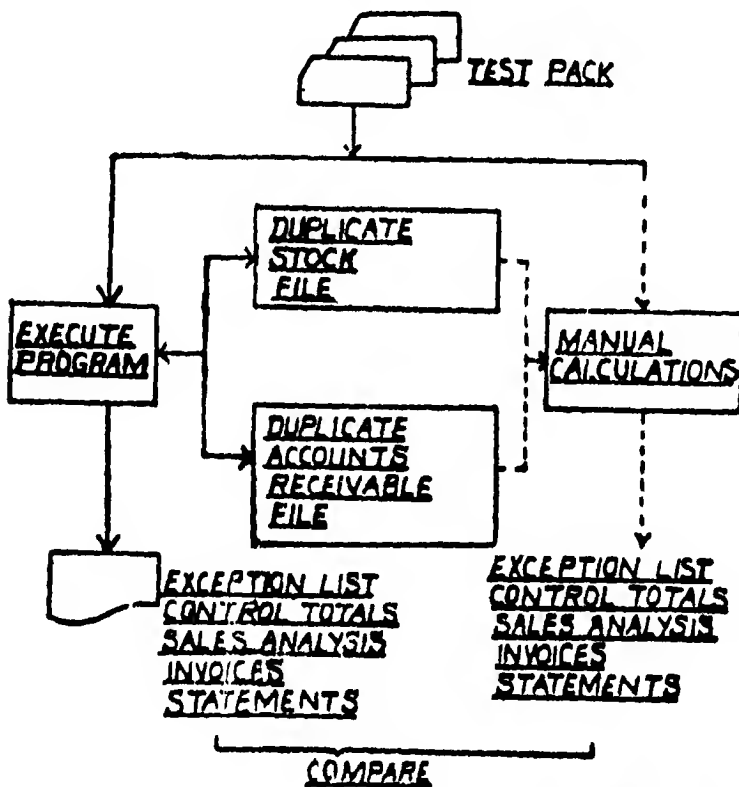 TEST PACK
DUPLICATE
STOCK
FILE
EXECUTE
PROGRAM
MANUAL
CALCULATIONS
DUPLICATE
ACCOUNTS
RECEIVABLE
FILE
EXCEPTION LIST
CONTROL TOTALS
SALES ANALYSIS
INVOICES
STATEMENTS
EXCEPTION LIST
CONTROL TOTALS
SALES ANALYSIS
INVOICES
STATEMENTS
COMPARE